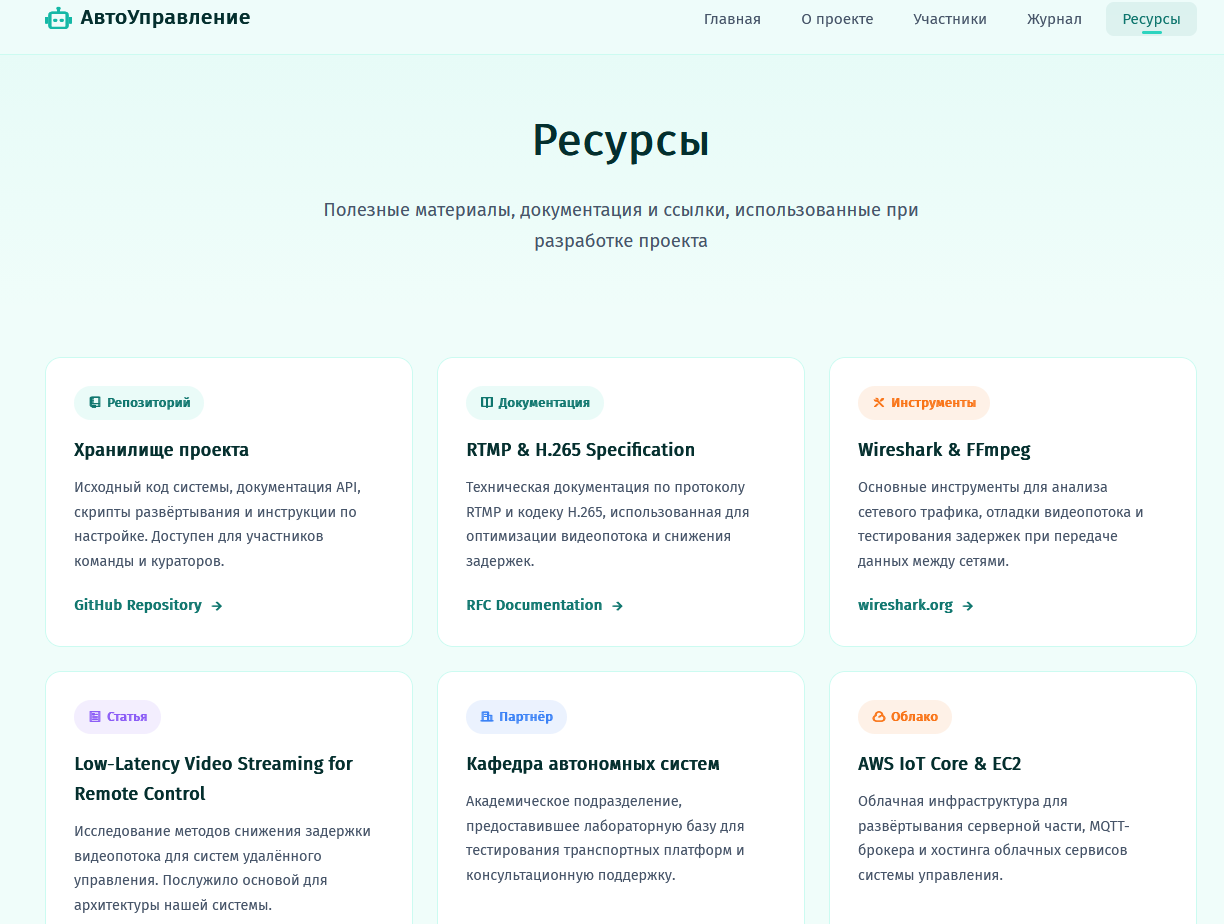 АвтоУправление
Главная
О проекте
Участники
Журнал
Ресурсы
Ресурсы
Полезные материалы, документация и ссылки, использованные при
разработке проекта
Репозиторий
Хранилище проекта
Исходный код системы, документация API,
скрипты развёртывания и инструкции по
настройке. Доступен для участников
команды и кураторов.
GitHub Repository →
Документация
RTMP & H.265 Specification
Техническая документация по протоколу
RTMP и кодеку H.265, использованная для
оптимизации видеопотока и снижения
задержек.
RFC Documentation →
Инструменты
Wireshark & FFmpeg
Основные инструменты для анализа
сетевого трафика, отладки видеопотока и
тестирования задержек при передаче
данных между сетями.
wireshark.org →
Статья
Low-Latency Video Streaming for
Remote Control
Исследование методов снижения задержки
видеопотока для систем удалённого
управления. Послужило основой для
архитектуры нашей системы.
Партнёр
Кафедра автономных систем
Академическое подразделение,
предоставившее лабораторную базу для
тестирования транспортных платформ и
консультационную поддержку.
Облако
AWS IoT Core & EC2
Облачная инфраструктура для
развёртывания серверной части, MQTT-
брокера и хостинга облачных сервисов
системы управления.